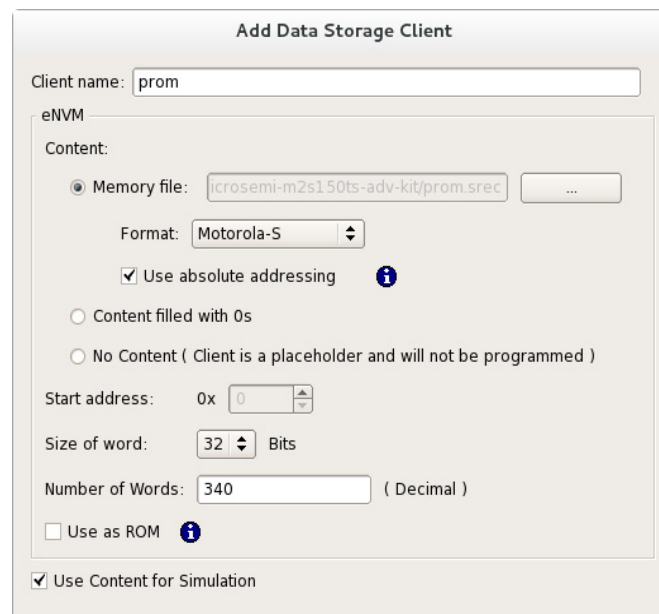 Add Data Storage Client
Client name: prom
eNVM
Content:
Memory file: icrosemi-m2s150ts-adv-kit/prom.srec ...
Format: Motorola-S
Use absolute addressing
Content filled with 0s
No Content ( Client is a placeholder and will not be programmed )
Start address: 0x 0
Size of word: 32 Bits
Number of Words: 340 ( Decimal )
Use as ROM
Use Content for Simulation